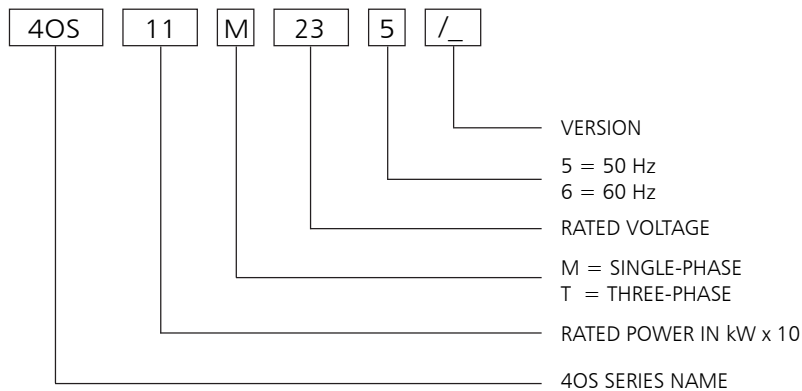 4OS 11 M 23 5 /_
VERSION
5 = 50 Hz
6 = 60 Hz
RATED VOLTAGE
M = SINGLE-PHASE
T = THREE-PHASE
RATED POWER IN kW x 10
4OS SERIES NAME